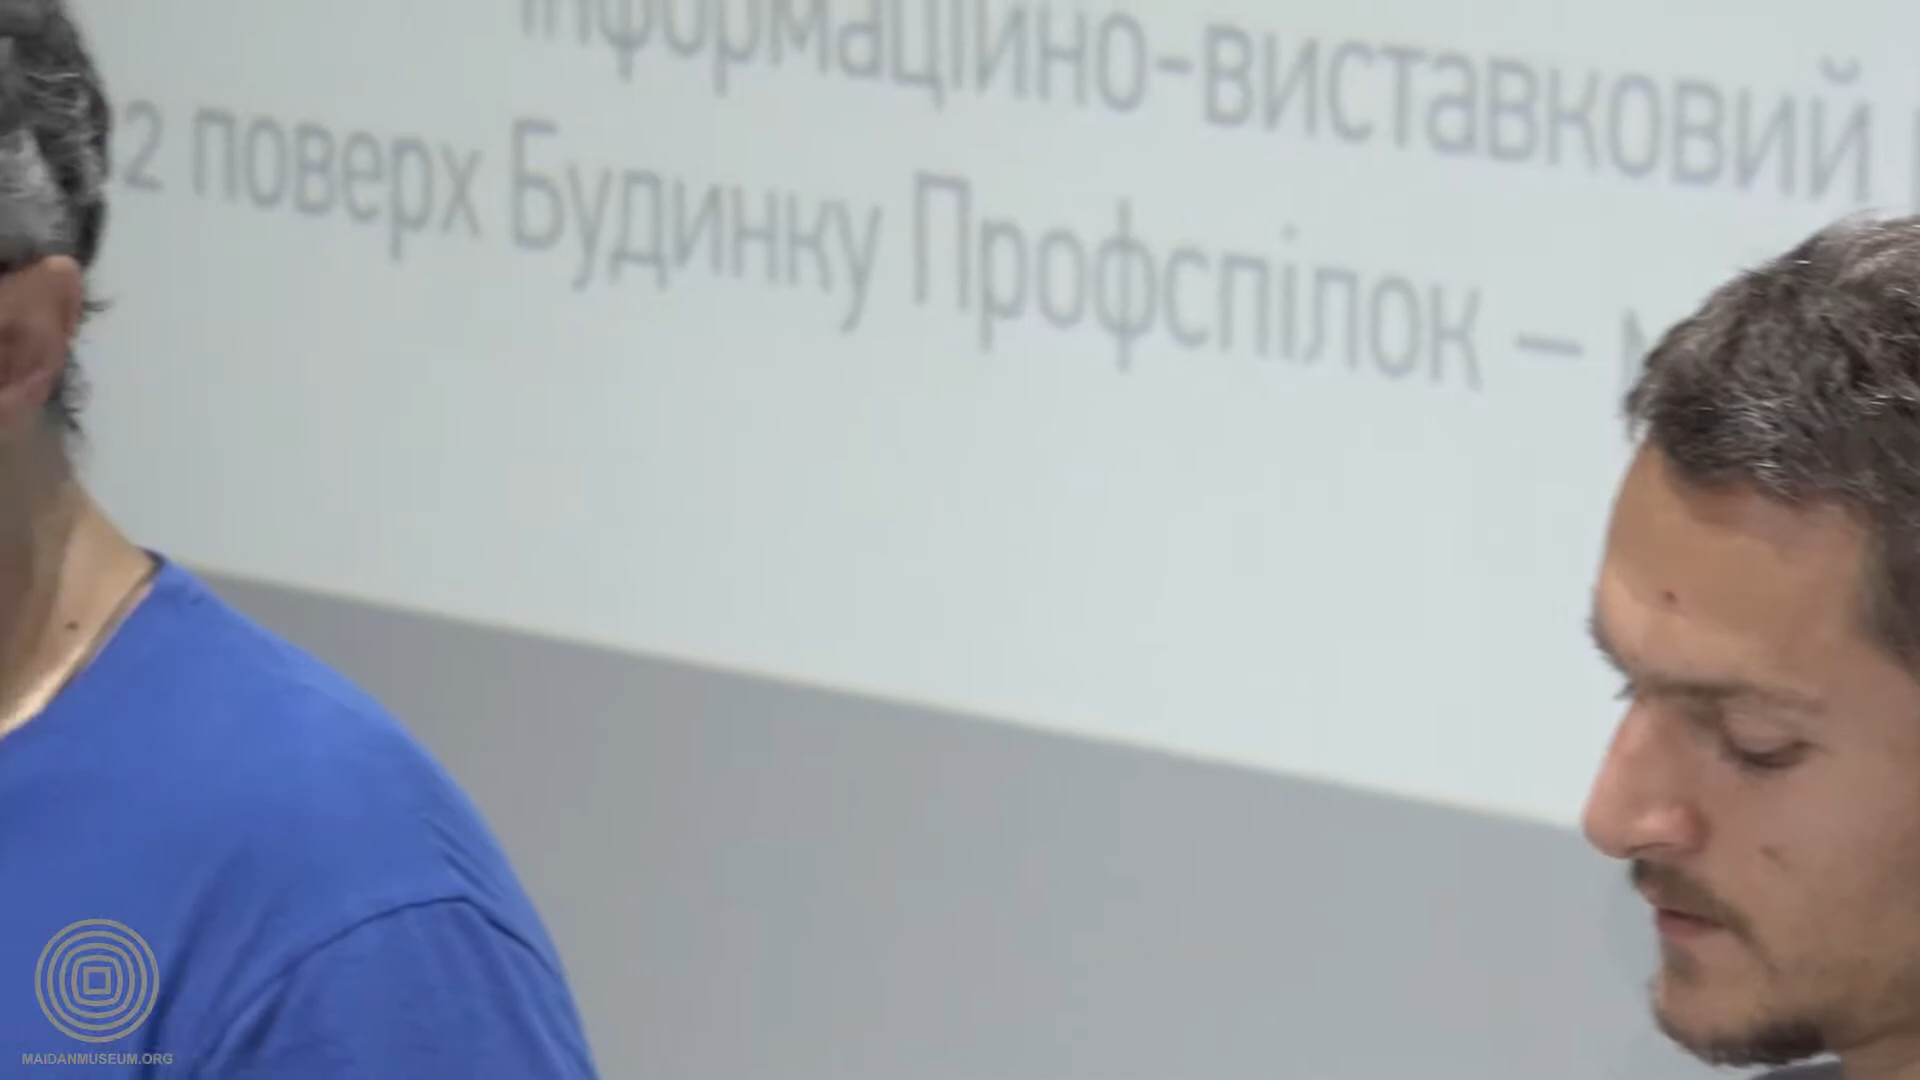 інформаційно-виставковий
2 поверх Будинку Профспілок –
MAIDANMUSEUM.ORG